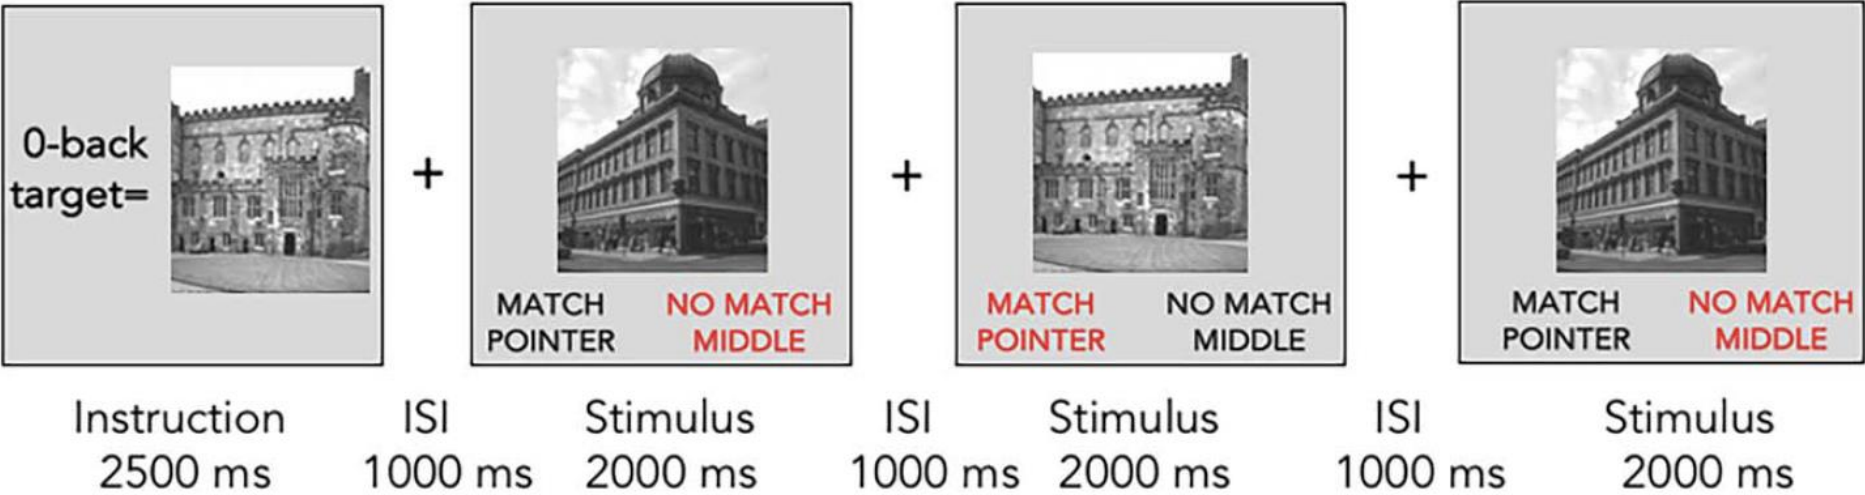 0-back
target=
+
MATCH
POINTER
NO MATCH
MIDDLE
+
MATCH
POINTER
NO MATCH
MIDDLE
+
MATCH
POINTER
NO MATCH
MIDDLE
Instruction
2500 ms
ISI
1000 ms
Stimulus
2000 ms
ISI
1000 ms
Stimulus
2000 ms
ISI
1000 ms
Stimulus
2000 ms